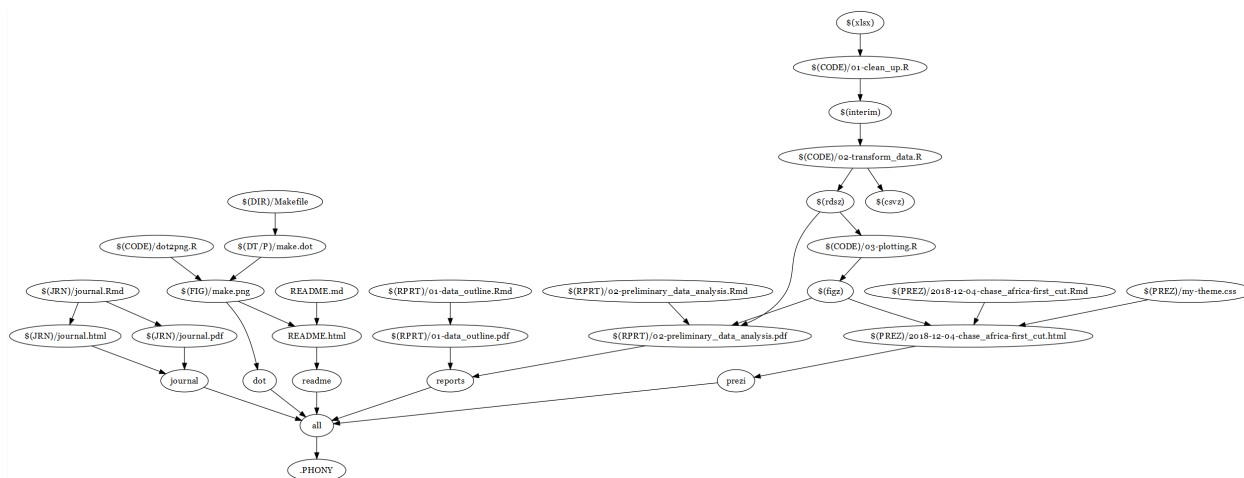 $(xlsx)
$(CODE)/01-clean_up.R
$(interim)
$(CODE)/02-transform_data.R
$(DIR)/Makefile
$(rdsz)
$(csvz)
$(CODE)/dot2png.R
$(DT/P)/make.dot
$(CODE)/03-plotting.R
$(JRN)/journal.Rmd
$(FIG)/make.png
README.md
$(RPRT)/01-data_outline.Rmd
$(RPRT)/02-preliminary_data_analysis.Rmd
$(figz)
$(PREZ)/2018-12-04-chase_africa-first_cut.Rmd
$(PREZ)/my-theme.css
$(JRN)/journal.html
$(JRN)/journal.pdf
README.html
$(RPRT)/01-data_outline.pdf
$(RPRT)/02-preliminary_data_analysis.pdf
$(PREZ)/2018-12-04-chase_africa-first_cut.html
journal
dot
readme
reports
prezi
all
.PHONY